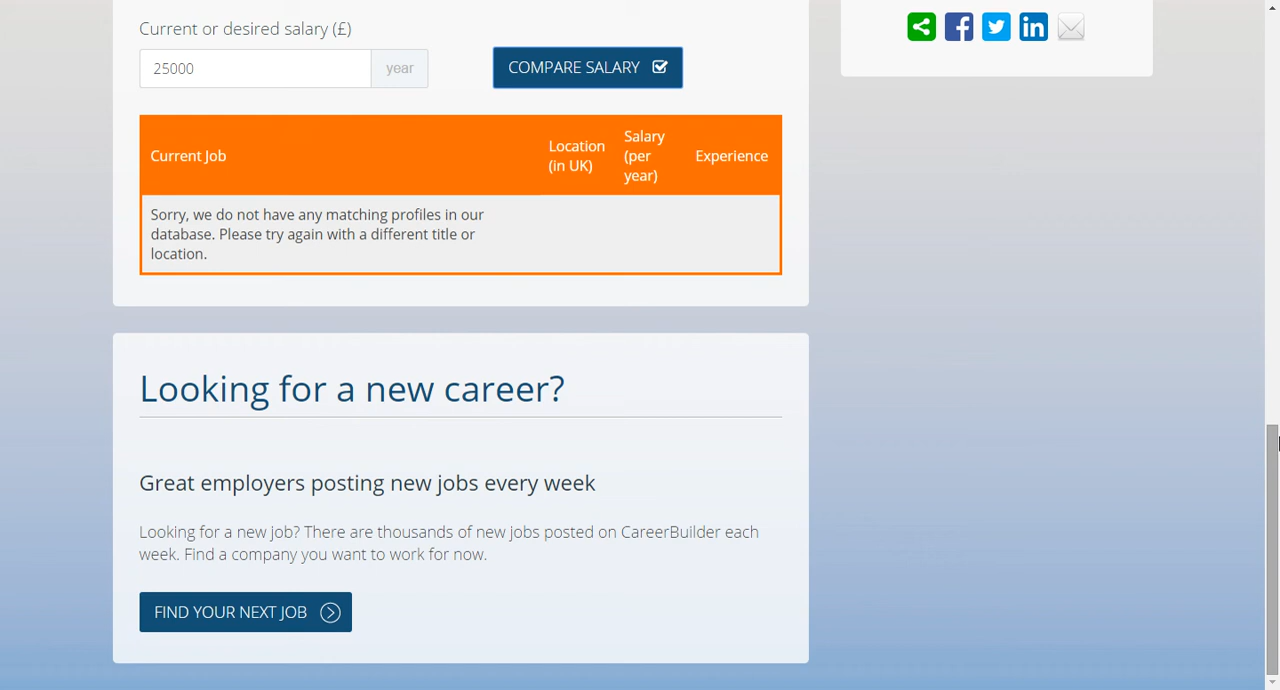 Current or desired salary (£)
25000
year
COMPARE SALARY
Current Job
Location
(in UK)
Salary
(per
year)
Experience
Sorry, we do not have any matching profiles in our
database. Please try again with a different title or
location.
Looking for a new career?
Great employers posting new jobs every week
Looking for a new job? There are thousands of new jobs posted on CareerBuilder each
week. Find a company you want to work for now.
FIND YOUR NEXT JOB